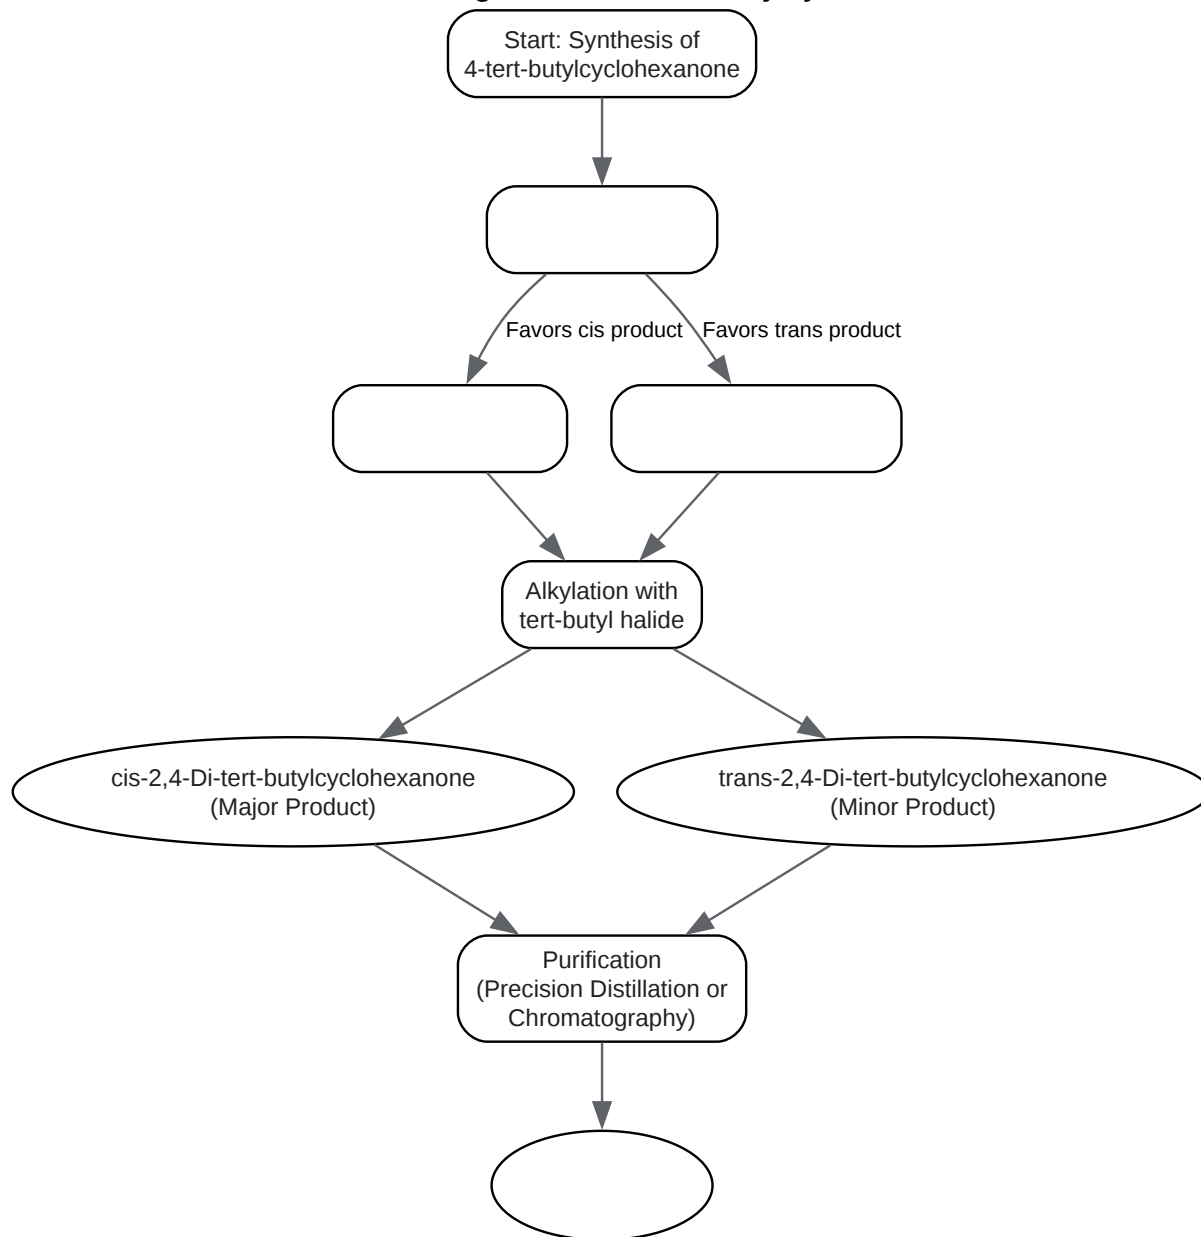 Start: Synthesis of
4-tert-butylcyclohexanone
Favors cis product
Favors trans product
Alkylation with
tert-butyl halide
cis-2,4-Di-tert-butylcyclohexanone
(Major Product)
trans-2,4-Di-tert-butylcyclohexanone
(Minor Product)
Purification
(Precision Distillation or
Chromatography)